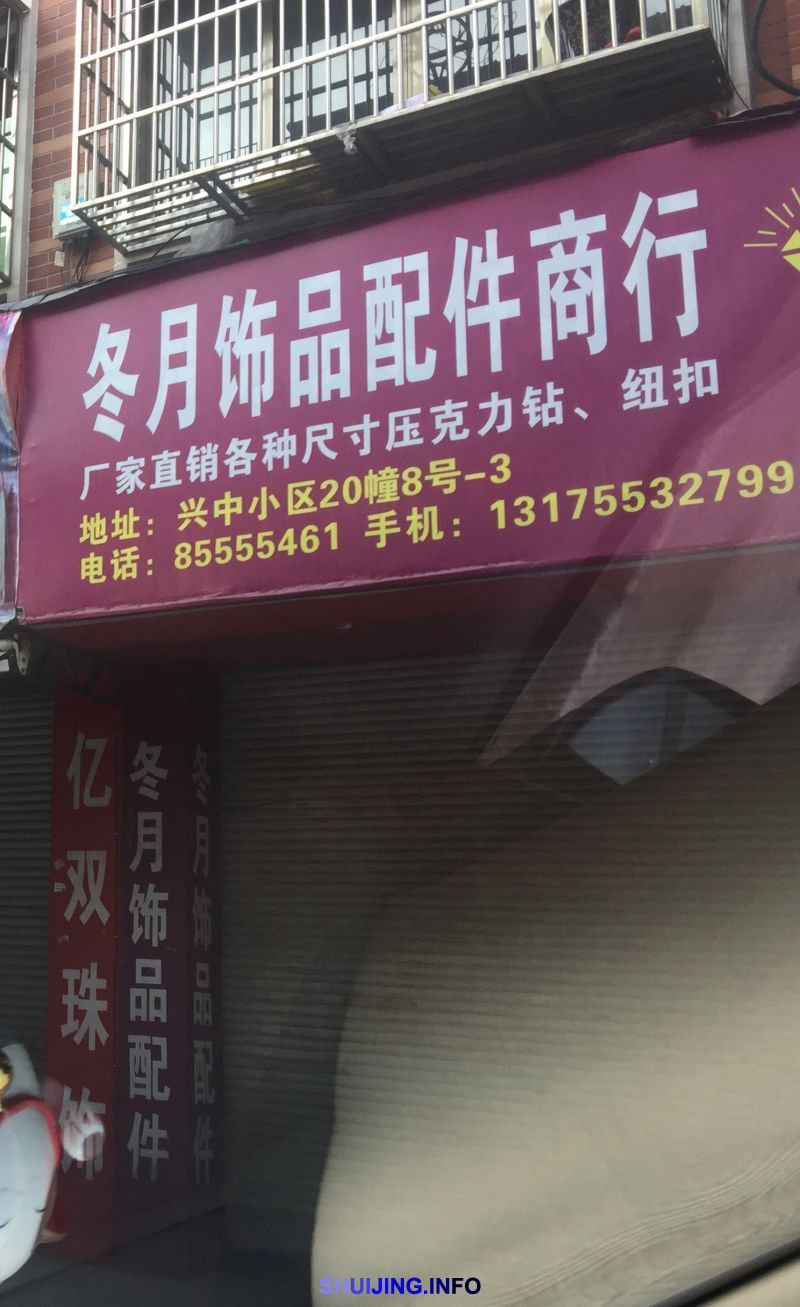 冬月饰品配件商行
厂家直销各种尺寸压克力钻、纽扣
地址：兴中小区20幢8号-3
电话：85555461 手机：13175532799
亿双珠饰
冬月饰品配件
冬月饰品配件
SHUIJING.INFO